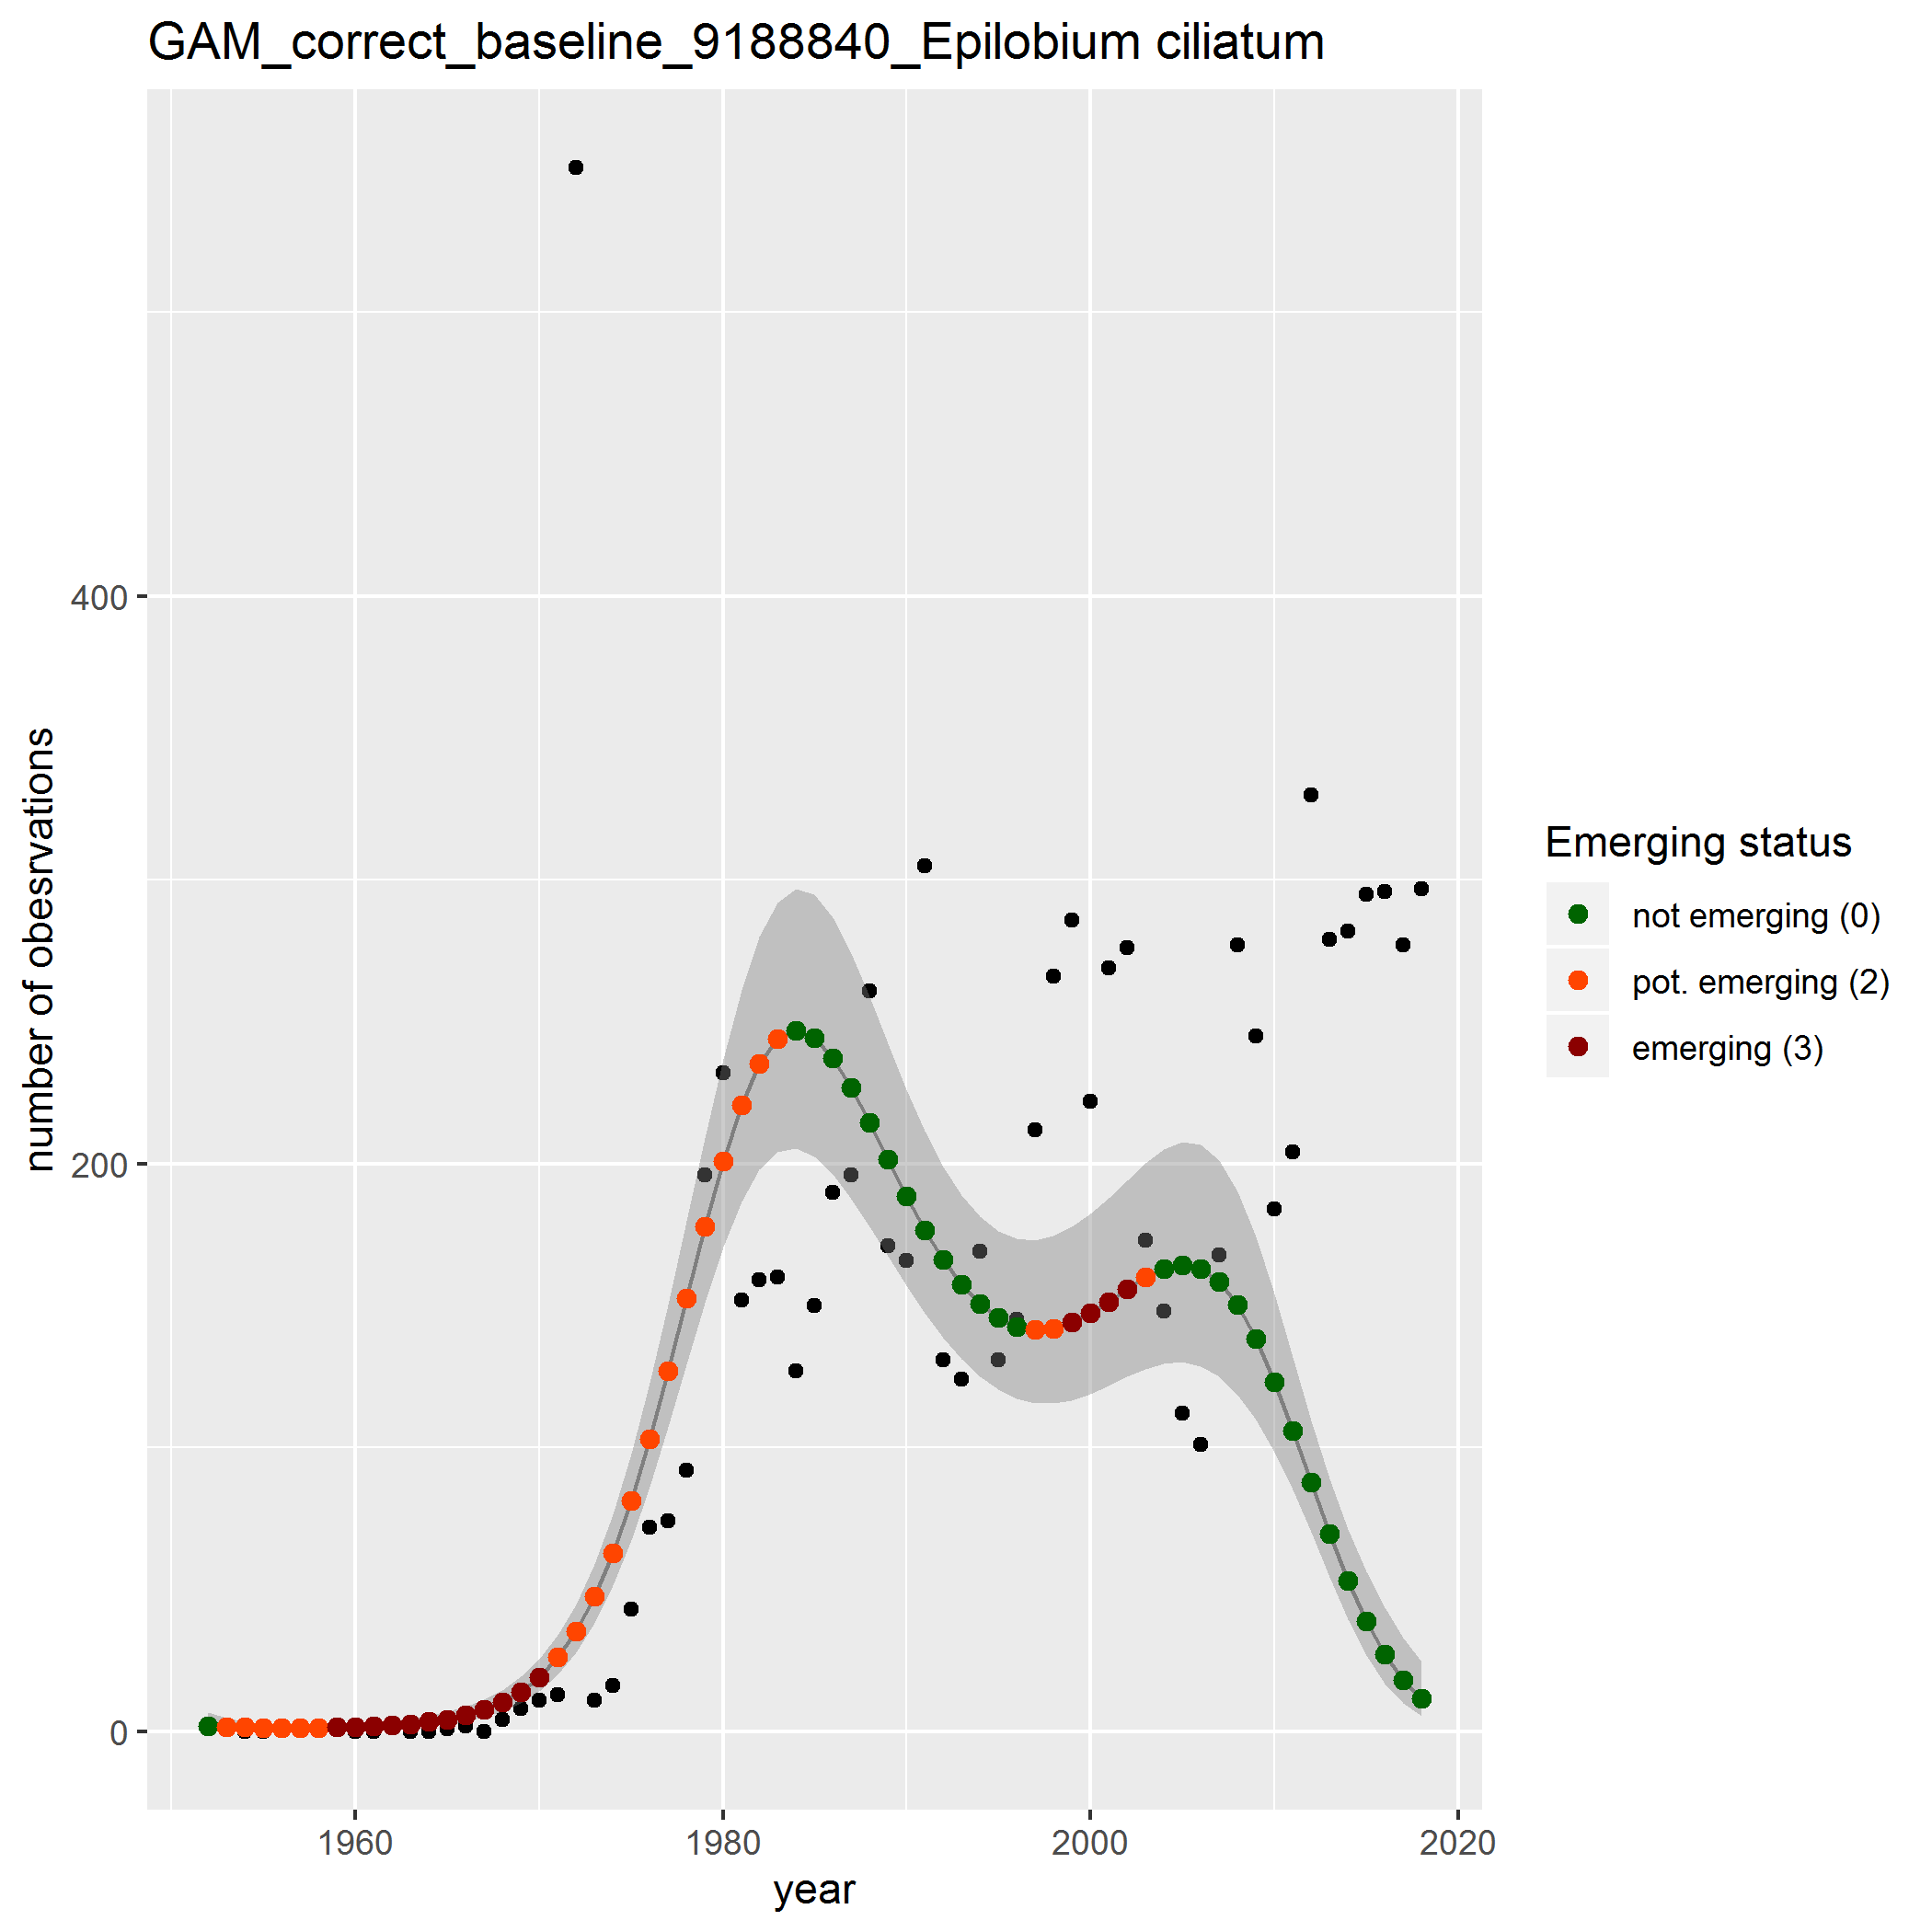 GAM_correct_baseline_9188840_Epilobium ciliatum
number of obesrvations
400
200
0
1960
1980
2000
2020
year
Emerging status
not emerging (0)
pot. emerging (2)
emerging (3)